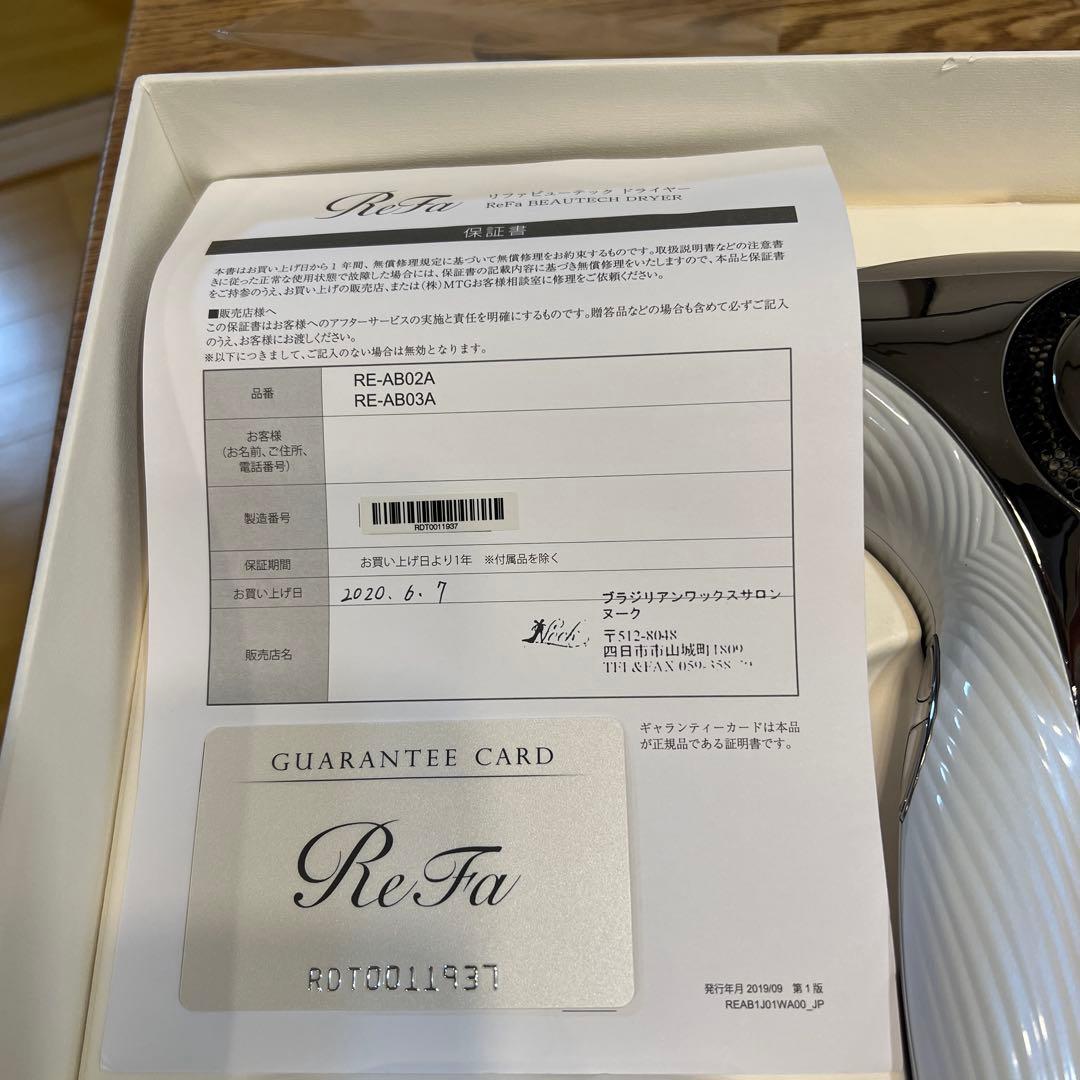 ReFa
リファビューテック ドライヤー
ReFa BEAUTECH DRYER
保証書
本書はお買い上げ日から1年間、無償修理規定に基づいて無償修理をお約束するものです。取扱説明書などの注意書
きに従った正常な使用状態で故障した場合には、保証書の記載内容に基づき無償修理をいたしますので、本品と保証書
をご持参のうえ、お買い上げの販売店、または(株)MTGお客様相談室に修理をご依頼ください。
■販売店様へ
この保証書はお客様へのアフターサービスの実施と責任を明確にするものです。贈答品などの場合も含めて必ずご記入
のうえ、お客様にお渡しください。
※以下につきまして、ご記入のない場合は無効となります。
品番
RE-AB02A
RE-AB03A
お客様
(お名前、ご住所、
電話番号)
製造番号
RDT0011937
保証期間
お買い上げ日より1年 ※付属品を除く
お買い上げ日
2020. 6. 7
販売店名
ブラジリアンワックスサロン
ヌーク
〒512-8048
四日市市山城町1809
TEL&FAX 059-358
ギャランティーカードは本品
が正規品である証明書です。
GUARANTEE CARD
ReFa
RDT0011937
発行年月 2019/09 第1版
REAB1J01WA00_JP